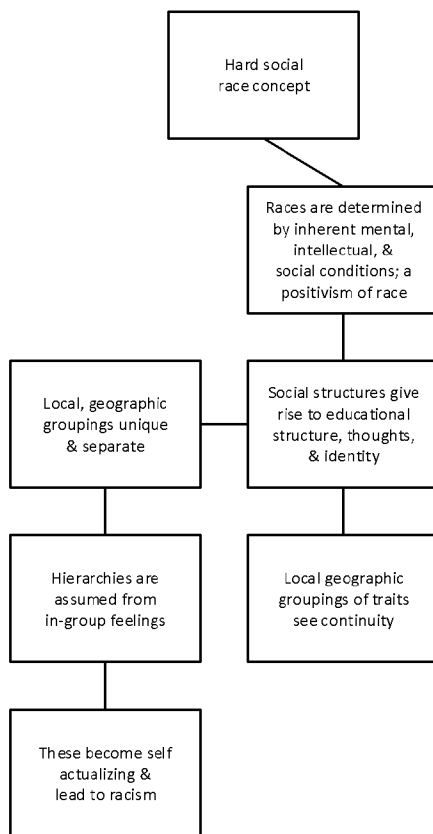 Hard social
race concept
Races are determined
by inherent mental,
intellectual, &
social conditions; a
positivism of race
Local, geographic
groupings unique
& separate
Social structures give
rise to educational
structure, thoughts,
& identity
Hierarchies are
assumed from
in-group feelings
Local geographic
groupings of traits
see continuity
These become self
actualizing &
lead to racism